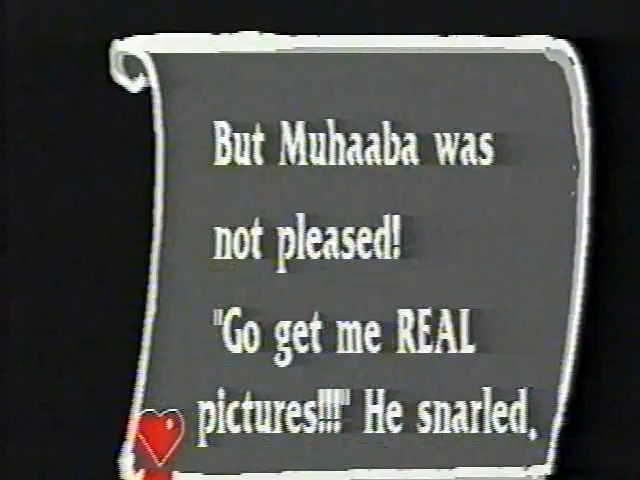 But Muhaaba was
not pleased!
"Go get me REAL
pictures!!!" He snarled.